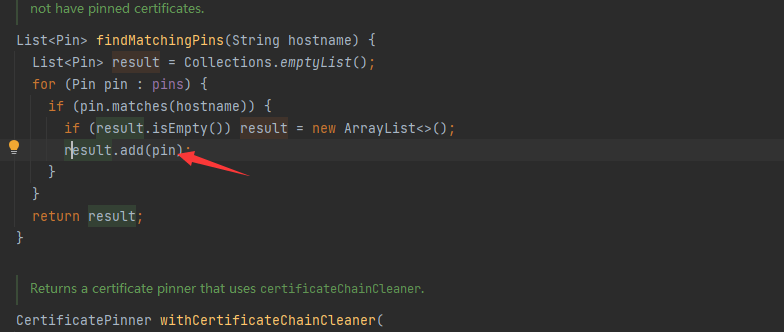 not have pinned certificates.
List<Pin> findMatchingPins(String hostname) {
List<Pin> result = Collections.emptyList();
for (Pin pin : pins) {
if (pin.matches(hostname)) {
if (result.isEmpty()) result = new ArrayList<>();
result.add(pin);
}
}
return result;
}
Returns a certificate pinner that uses certificateChainCleaner.
CertificatePinner withCertificateChainCleaner(